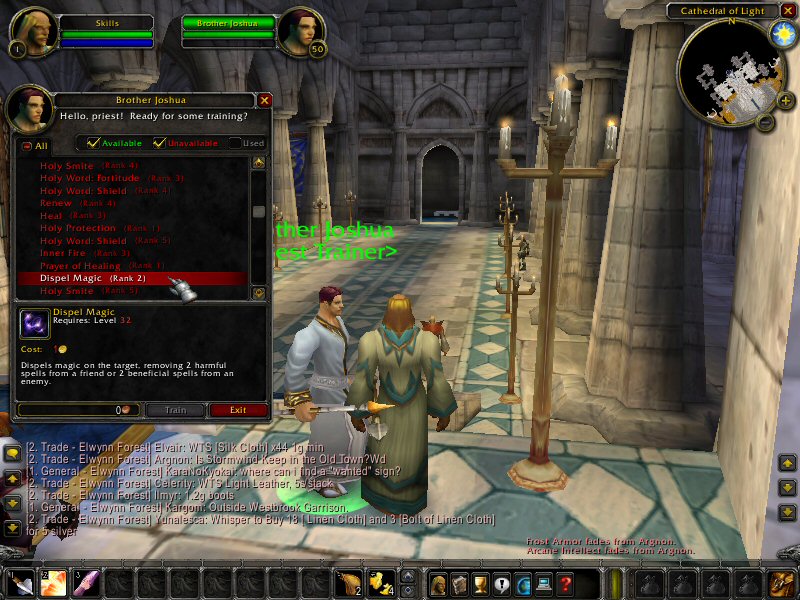 Skills
1
Brother Joshua
50
Cathedral of Light
N
Brother Joshua
Hello, priest! Ready for some training?
All
Available
Unavailable
Used
Holy Smite (Rank 4)
Holy Word: Fortitude (Rank 3)
Holy Word: Shield (Rank 4)
Renew (Rank 4)
Heal (Rank 3)
Holy Protection (Rank 1)
Holy Word: Shield (Rank 5)
Inner Fire (Rank 3)
Prayer of Healing (Rank 1)
Dispel Magic (Rank 2)
Holy Smite (Rank 5)
ther Joshua
est Trainer>
Dispel Magic
Requires: Level 32
Cost: 1
Dispels magic on the target, removing 2 harmful
spells from a friend or 2 beneficial spells from an
enemy.
0
Train
Exit
[2. Trade - Elwynn Forest] Elvair: WTS [Silk Cloth] x44 1g min
[2. Trade - Elwynn Forest] Argnon: Is Stormwind Keep in the Old Town?Wd
[1. General - Elwynn Forest] KaraNoKyokai: where can i find a "wanted" sign?
[2. Trade - Elwynn Forest] Celerity: WTS Light Leather, 5s/stack
[2. Trade - Elwynn Forest] Ilmyr: 1.2g boots
[1. General - Elwynn Forest] Kargom: Outside Westbrook Garrison.
[2. Trade - Elwynn Forest] Yunalesca: Whisper to Buy 18 [ Linen Cloth] and 3 [Bolt of Linen Cloth]
for 5 silver
Frost Armor fades from Argnon.
Arcane Intellect fades from Argnon.
1
2
3
2
4